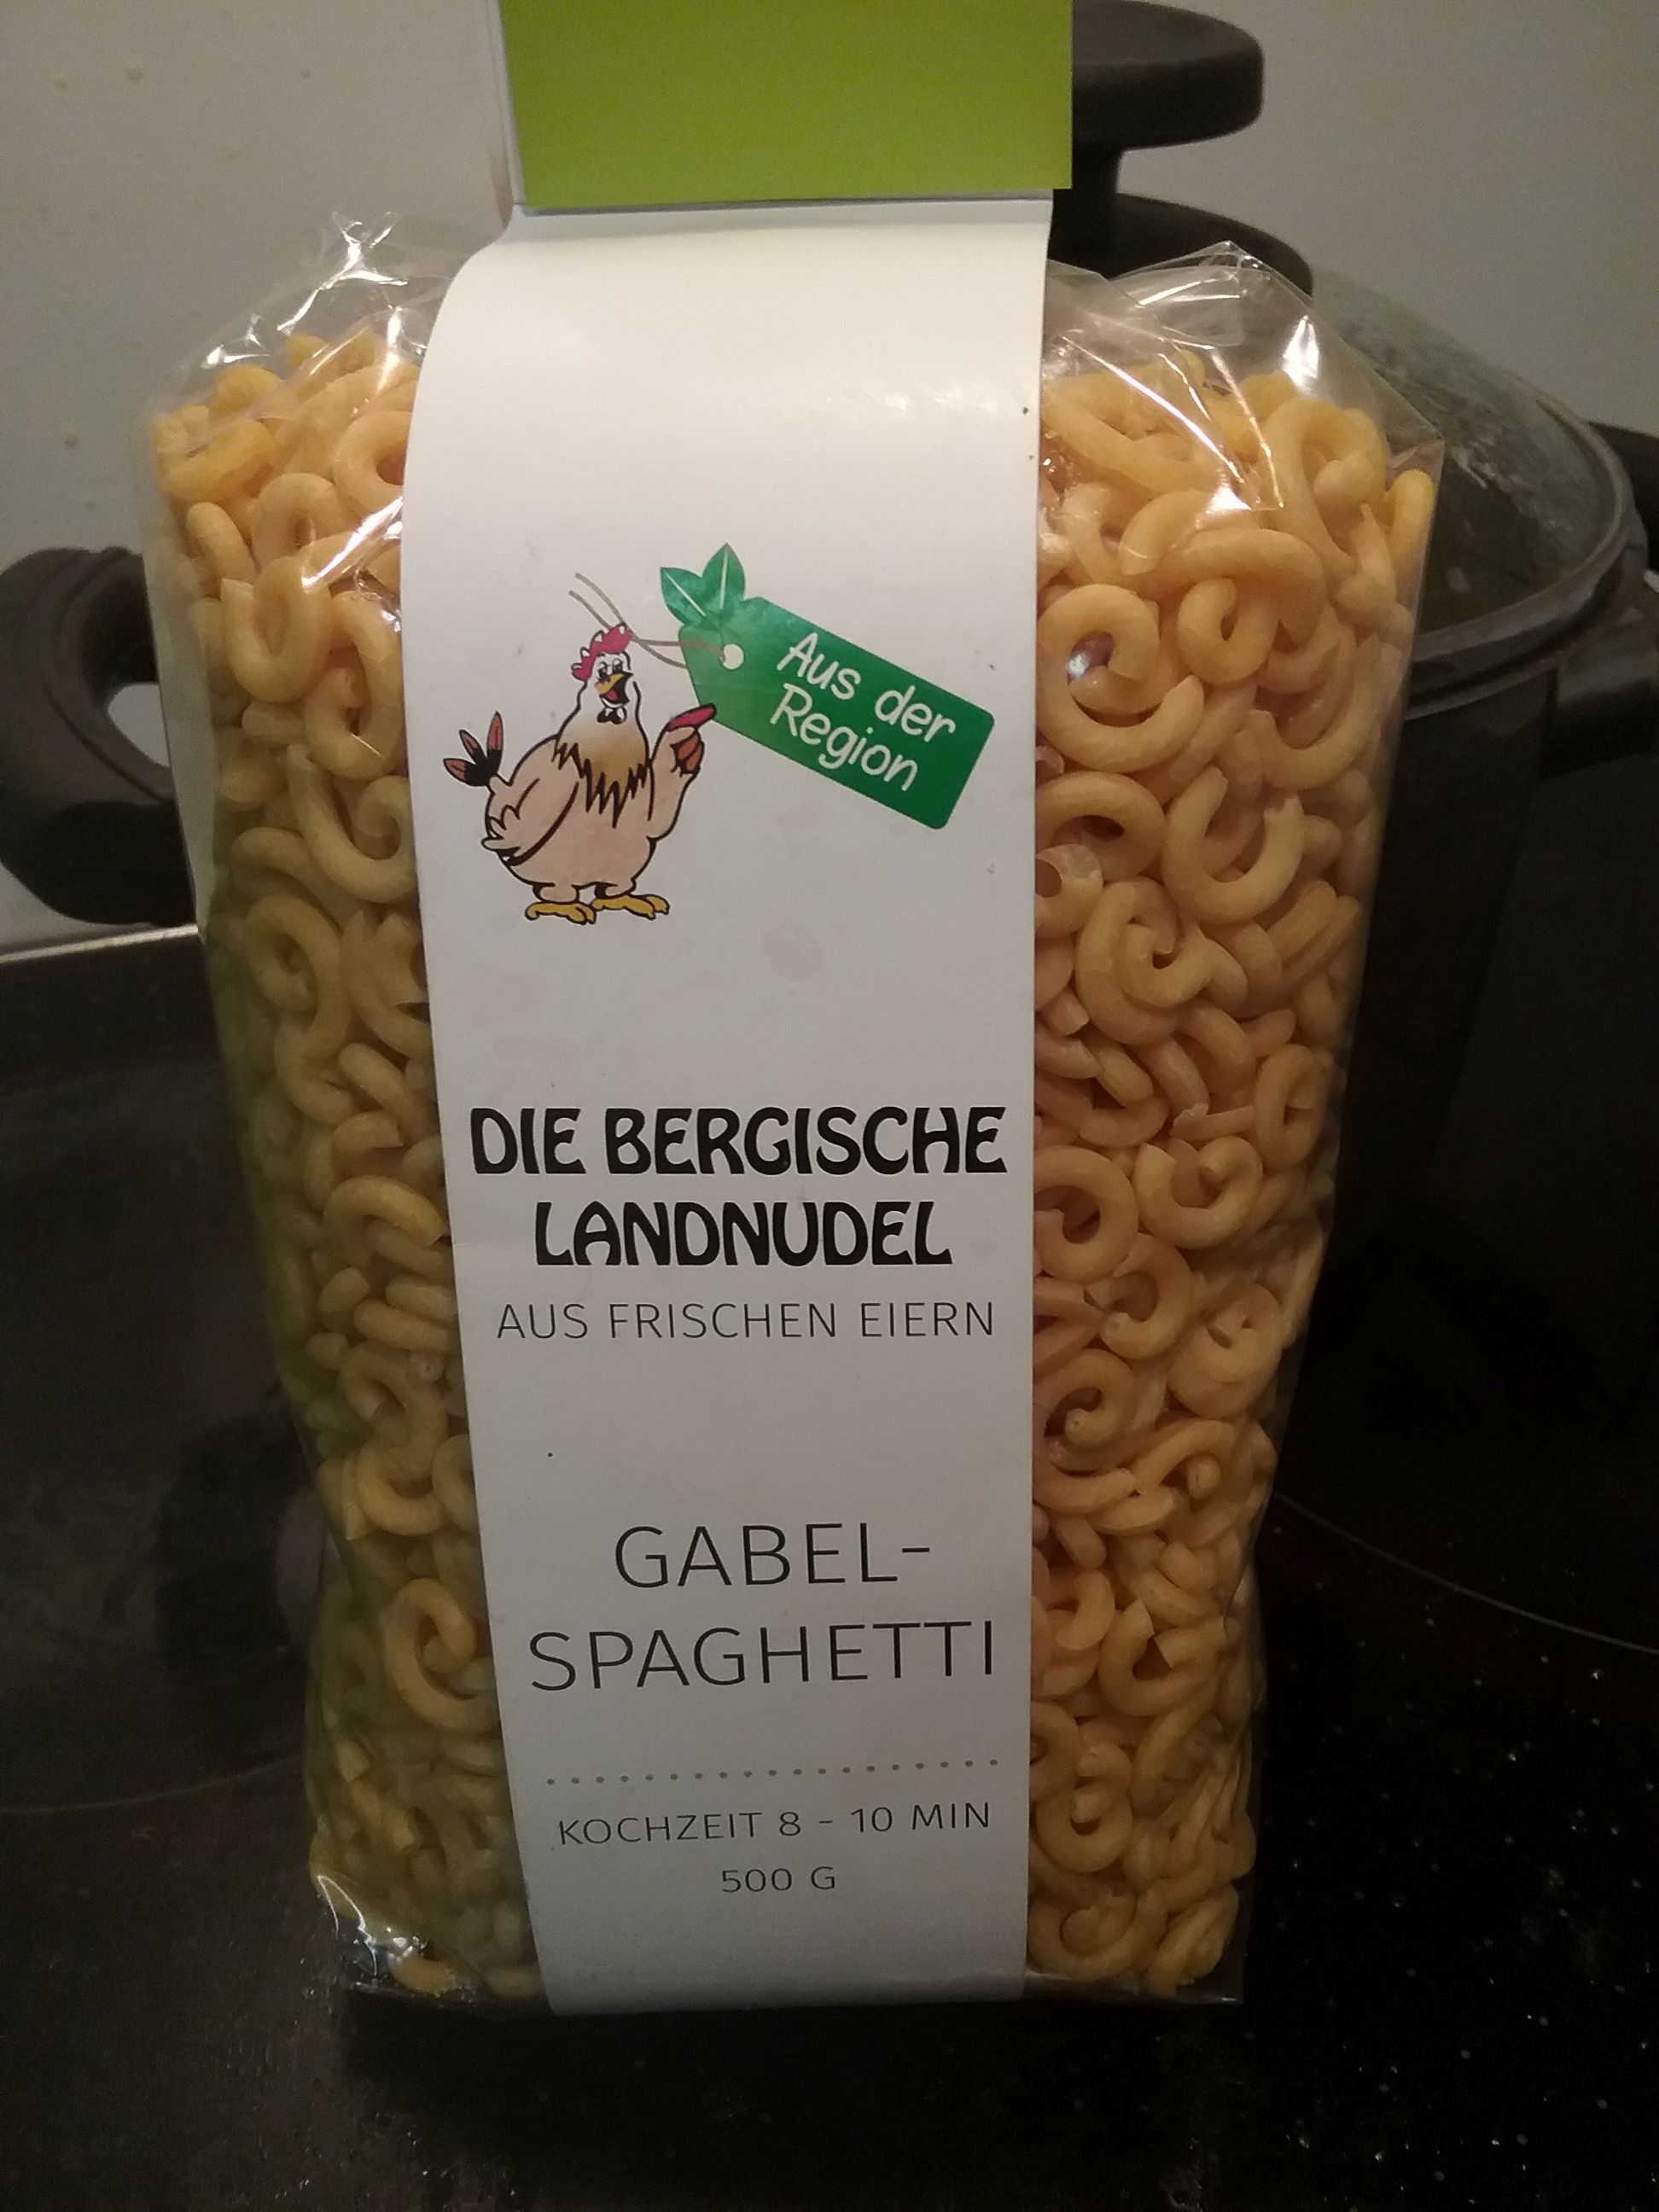 Aus der
Region
DIE BERGISCHE
LANDNUDEL
AUS FRISCHEN EIERN
GABEL-
SPAGHETTI
KOCHZEIT 8 - 10 MIN
500 G